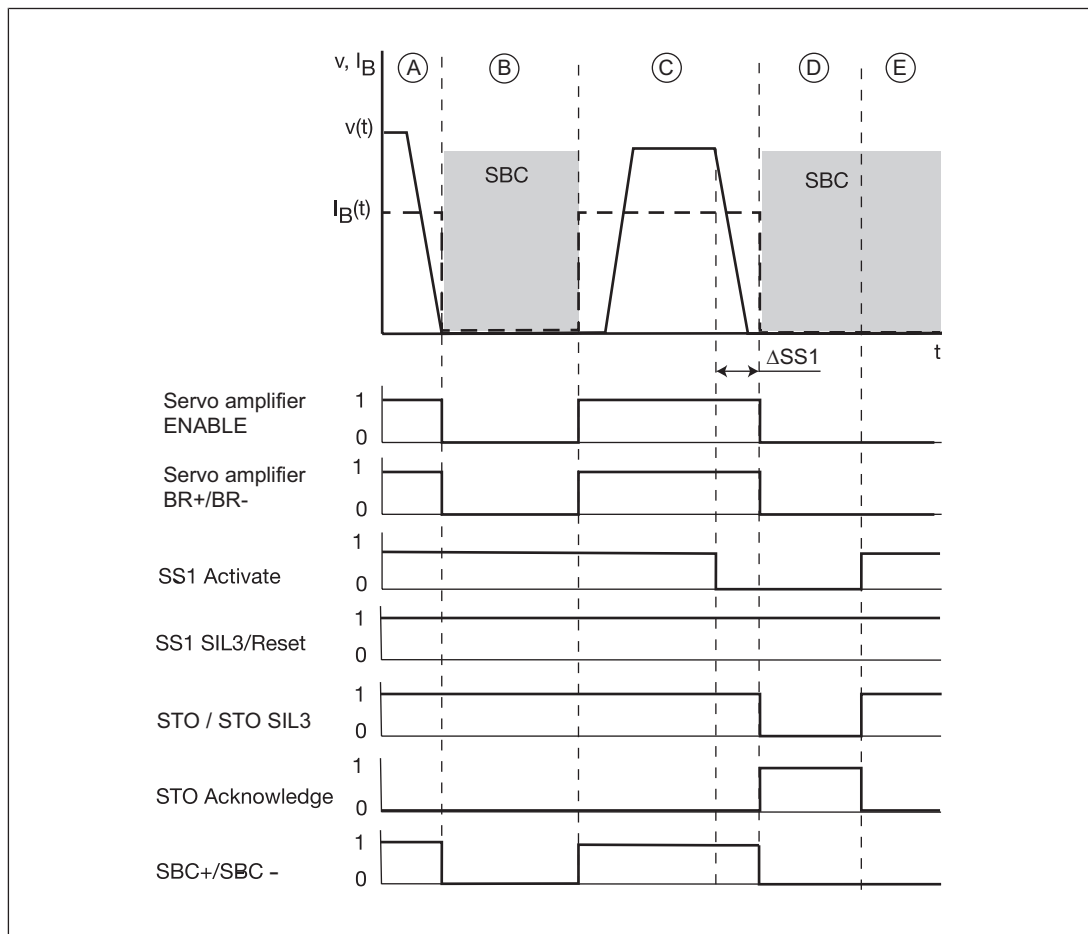 v, I_B A B C D E
v(t)
SBC SBC
I_B(t)
t
ΔSS1
Servo amplifier
ENABLE
1
0
Servo amplifier
BR+/BR-
1
0
SS1 Activate
1
0
SS1 SIL3/Reset
1
0
STO / STO SIL3
1
0
STO Acknowledge
1
0
SBC+/SBC -
1
0